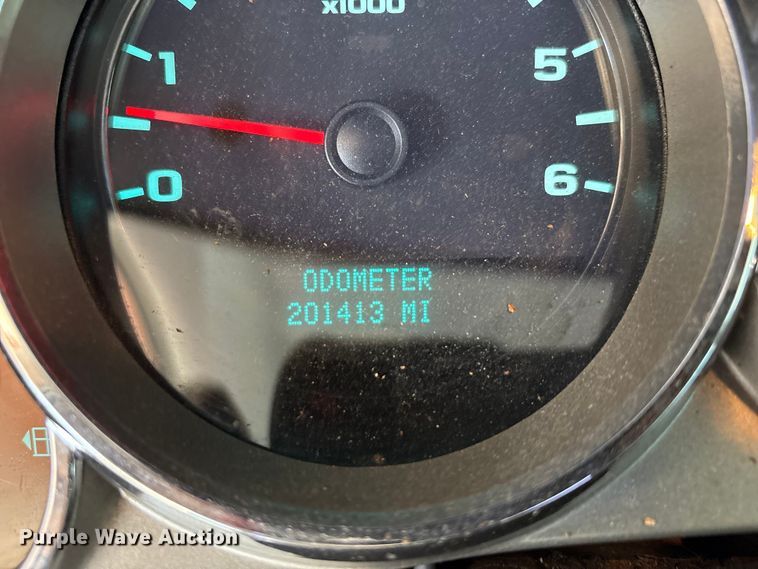 x1000
1
5
0
6
ODOMETER
201413 MI
Purple Wave Auction